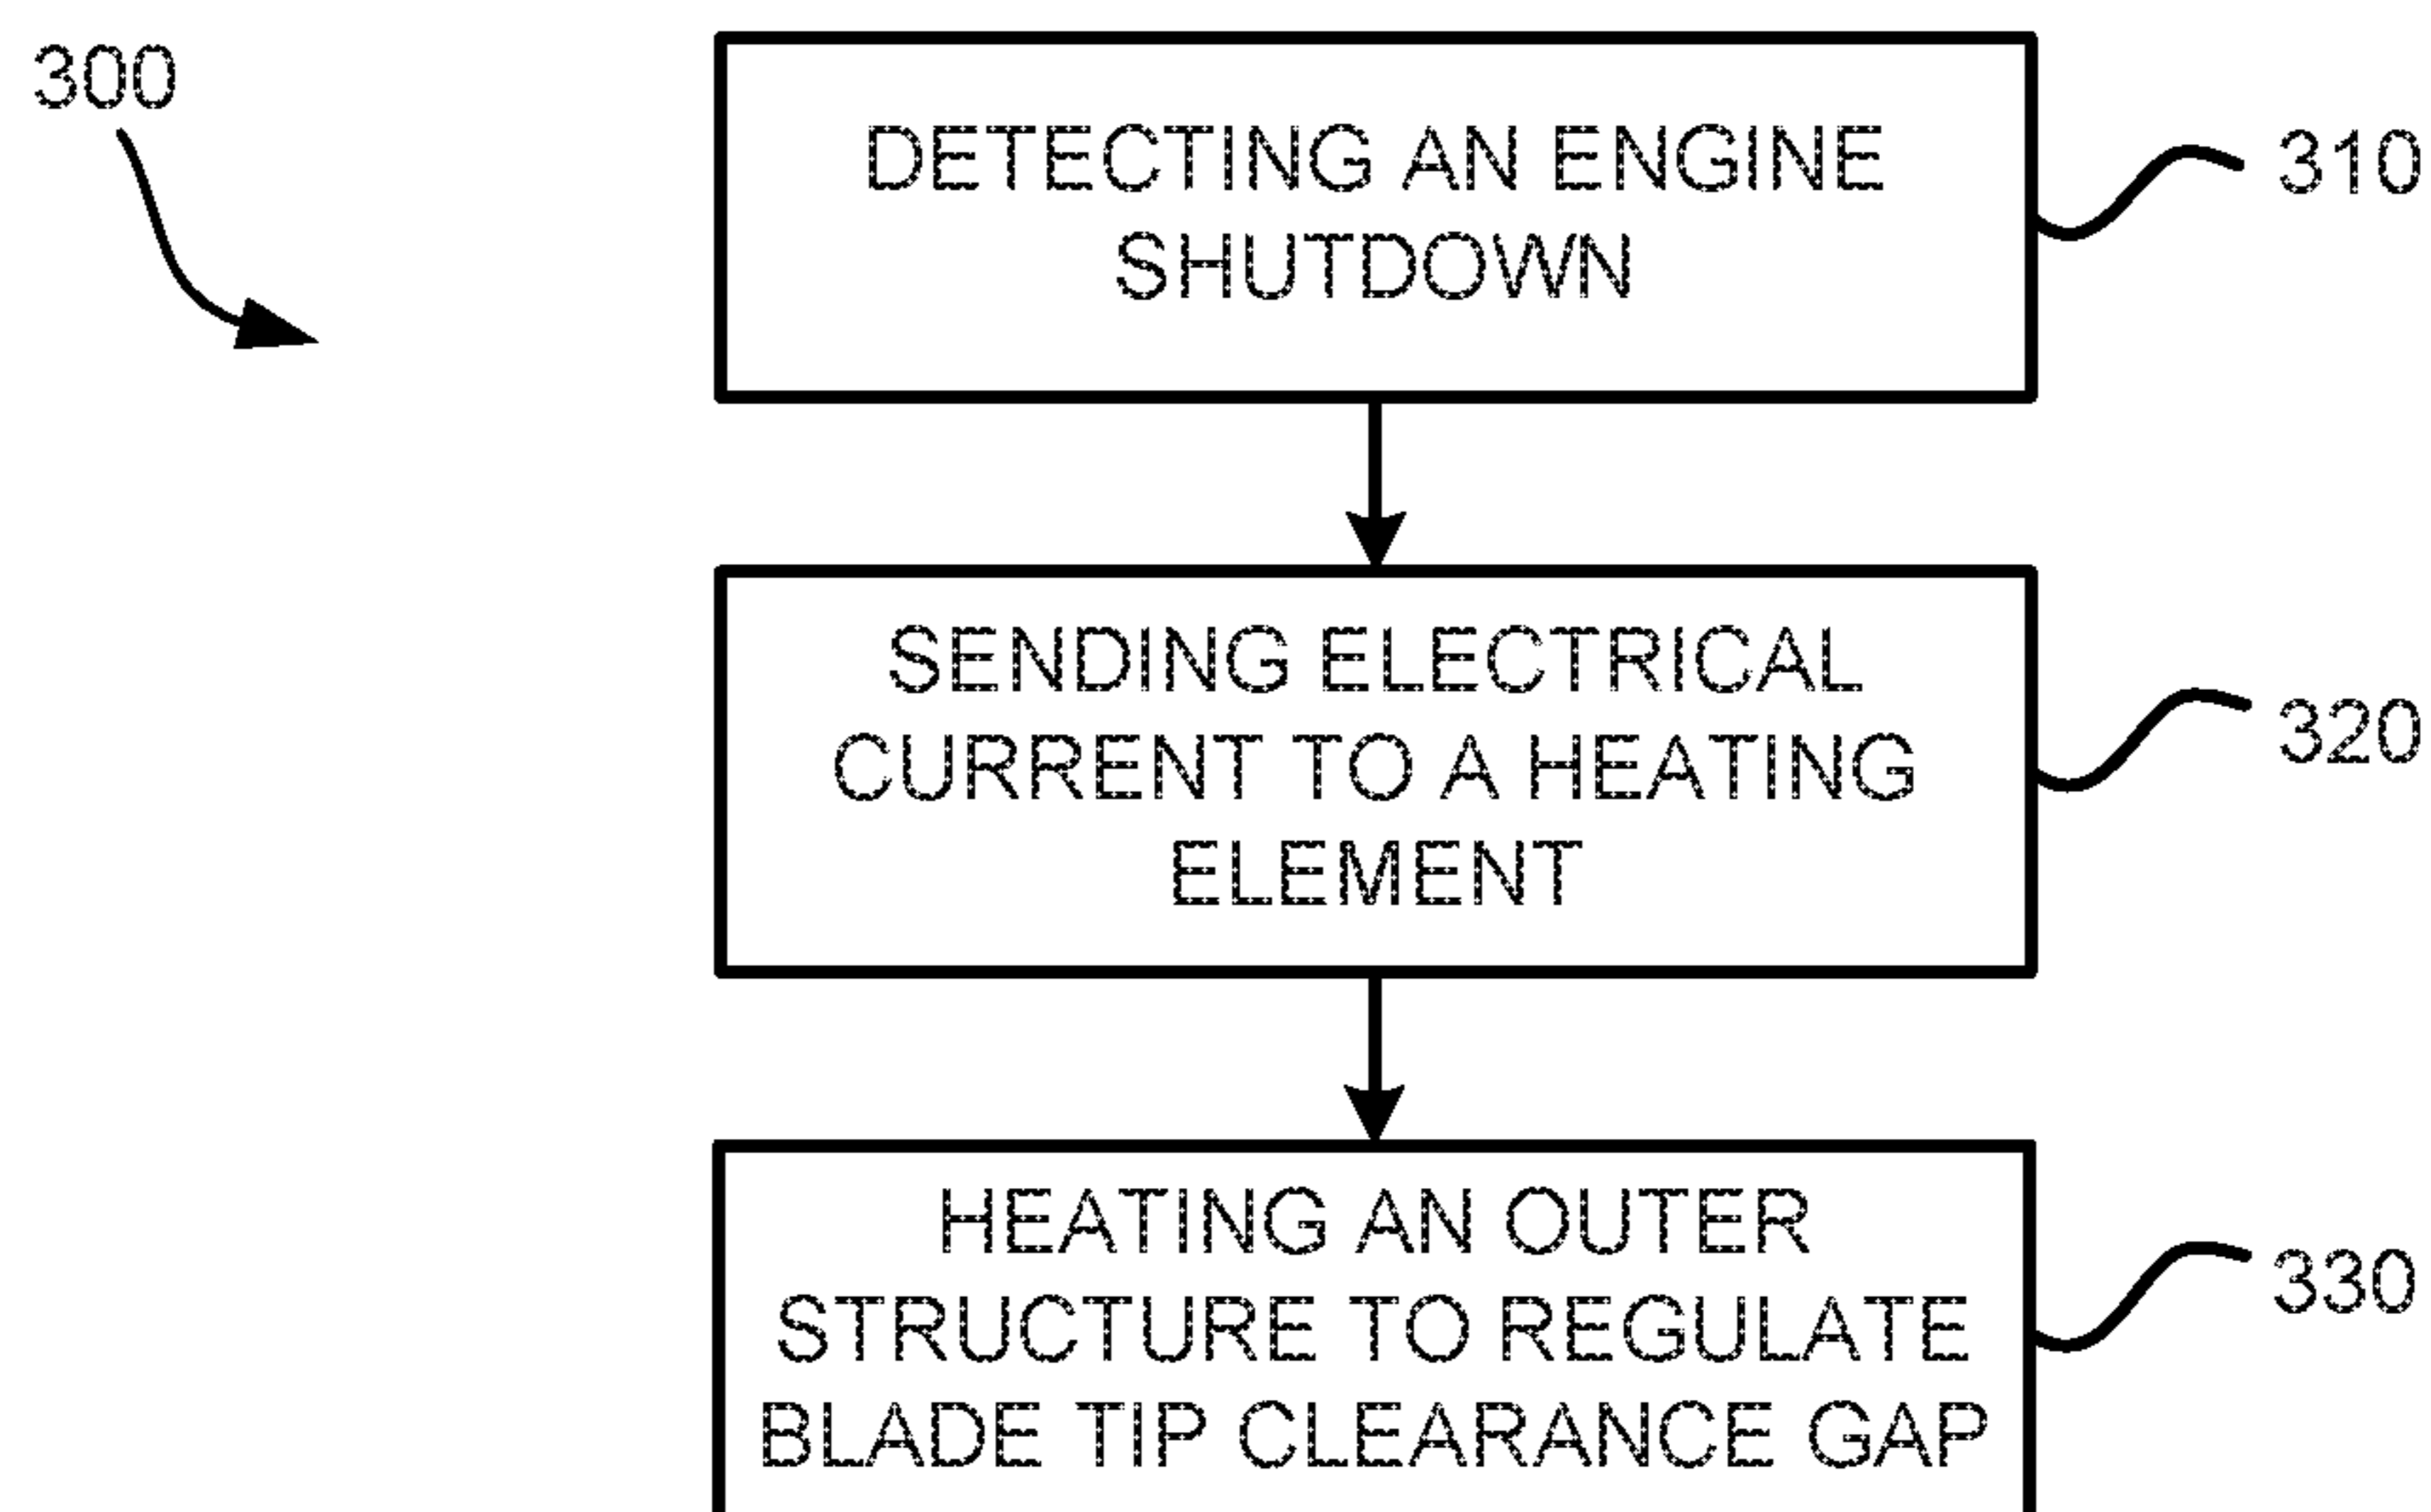 300
DETECTING AN ENGINE
SHUTDOWN
310
SENDING ELECTRICAL
CURRENT TO A HEATING
ELEMENT
320
HEATING AN OUTER
STRUCTURE TO REGULATE
BLADE TIP CLEARANCE GAP
330